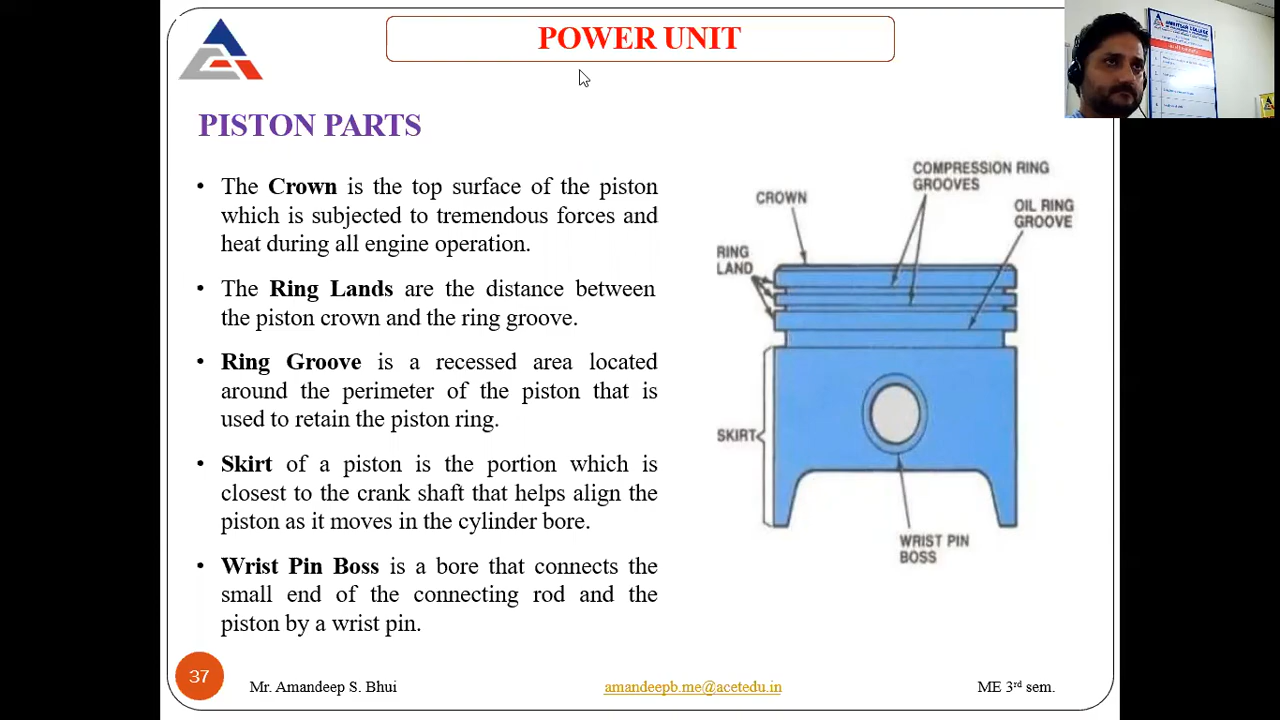 POWER UNIT
AMRITSAR COLLEGE
PISTON PARTS
• The Crown is the top surface of the piston
which is subjected to tremendous forces and
heat during all engine operation.
• The Ring Lands are the distance between
the piston crown and the ring groove.
• Ring Groove is a recessed area located
around the perimeter of the piston that is
used to retain the piston ring.
• Skirt of a piston is the portion which is
closest to the crank shaft that helps align the
piston as it moves in the cylinder bore.
• Wrist Pin Boss is a bore that connects the
small end of the connecting rod and the
piston by a wrist pin.
COMPRESSION RING
GROOVES
CROWN
OIL RING
GROOVE
RING
LAND
SKIRT
WRIST PIN
BOSS
37
Mr. Amandeep S. Bhui
amandeepb.me@acetedu.in
ME 3rd sem.